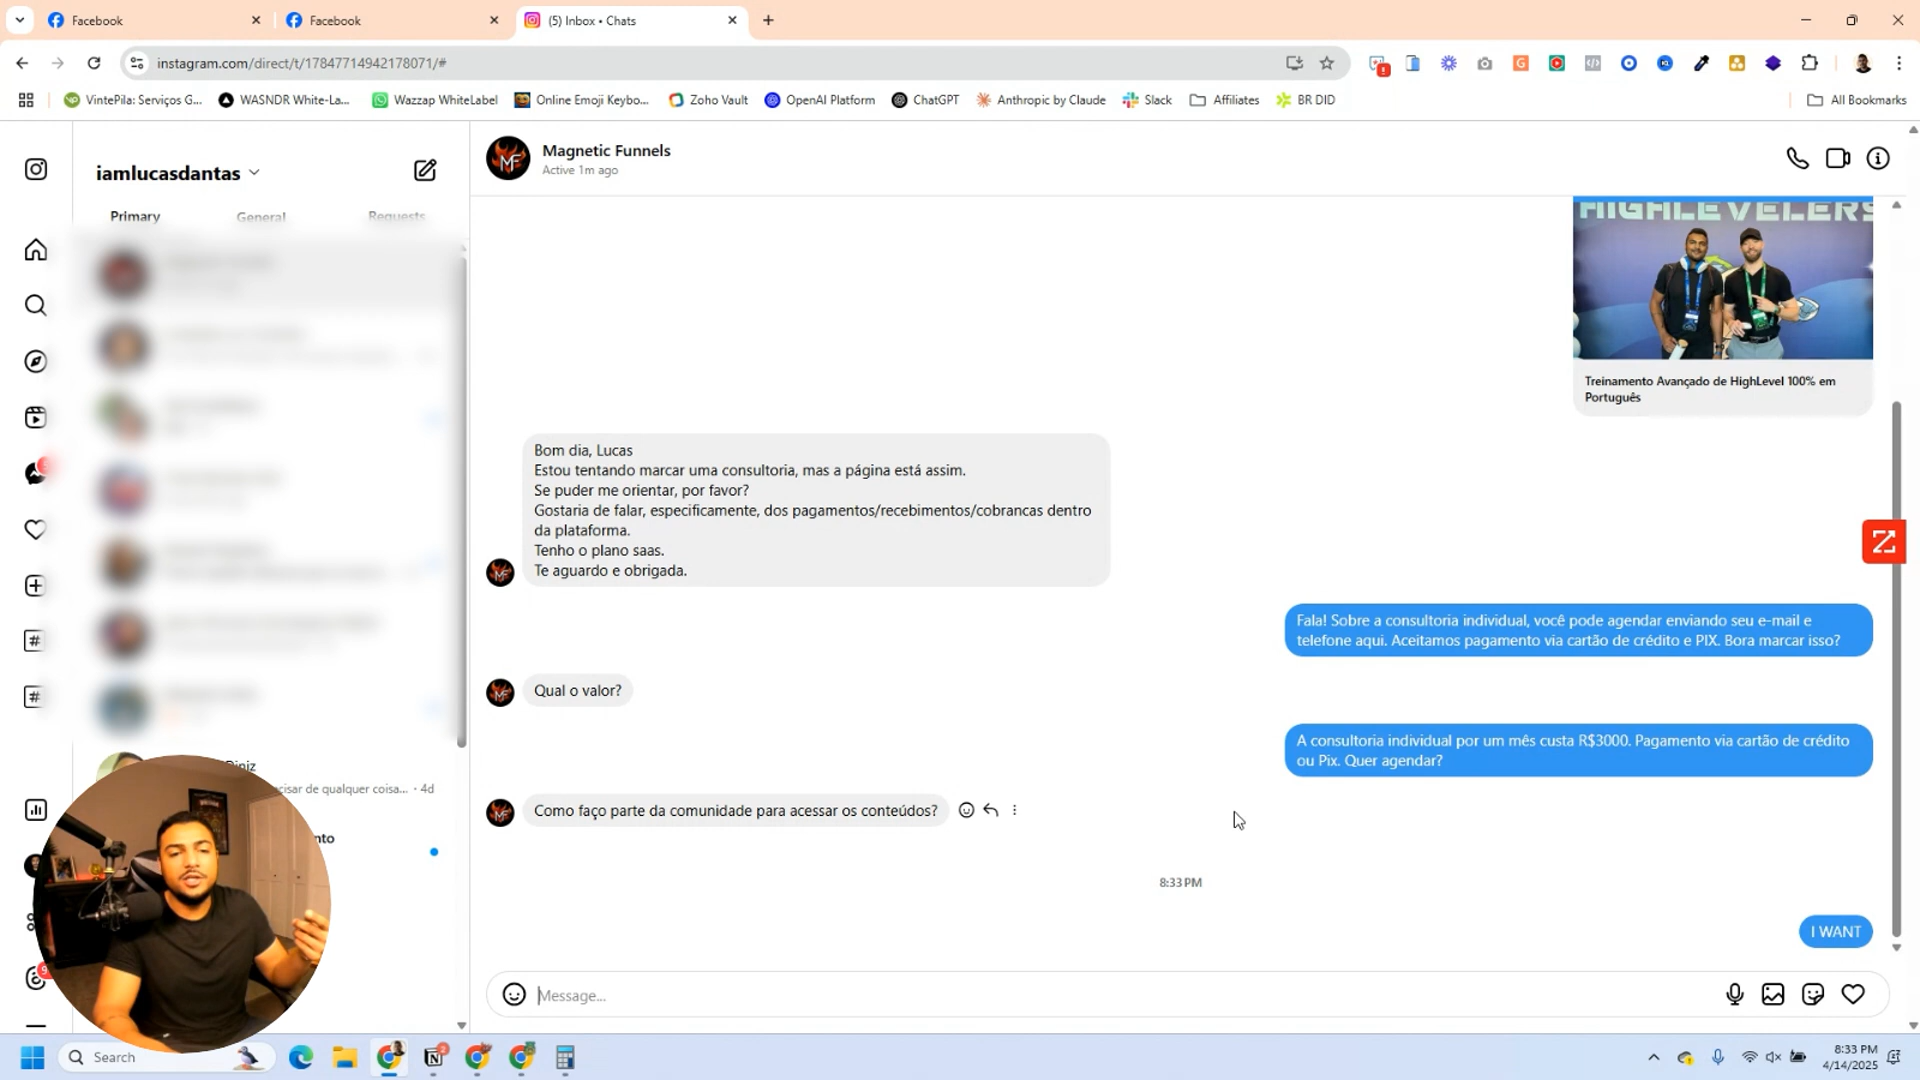 Facebook
Facebook
(5) Inbox • Chats
instagram.com/direct/t/17847714942178071/#
VintePila: Serviços G...
WASNDR White-La...
Wazzap WhiteLabel
Online Emoji Keybo...
Zoho Vault
OpenAI Platform
ChatGPT
Anthropic by Claude
Slack
Affiliates
BR DID
All Bookmarks
iamlucasdantas
Primary
General
Requests
Magnetic Funnels
Active 1m ago
HIGHLEVELERS
Treinamento Avançado de HighLevel 100% em
Português
Bom dia, Lucas
Estou tentando marcar uma consultoria, mas a página está assim.
Se puder me orientar, por favor?
Gostaria de falar, especificamente, dos pagamentos/recebimentos/cobrancas dentro
da plataforma.
Tenho o plano saas.
Te aguardo e obrigada.
Fala! Sobre a consultoria individual, você pode agendar enviando seu e-mail e
telefone aqui. Aceitamos pagamento via cartão de crédito e PIX. Bora marcar isso?
Qual o valor?
A consultoria individual por um mês custa R$3000. Pagamento via cartão de crédito
ou Pix. Quer agendar?
Como faço parte da comunidade para acessar os conteúdos?
8:33 PM
I WANT
Message...
Diniz
cisar de qualquer coisa... · 4d
nto
Search
8:33 PM
4/14/2025